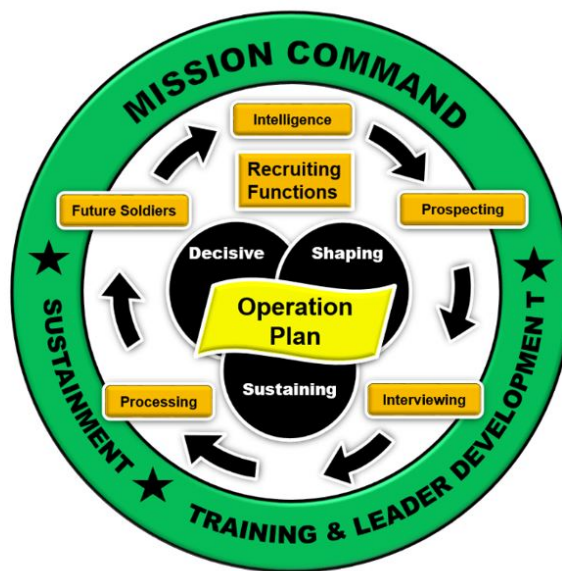 MISSION COMMAND
Intelligence
Recruiting
Functions
Future Soldiers
Prospecting
Decisive
Shaping
Operation
Plan
Sustaining
Processing
Interviewing
SUSTAINMENT
TRAINING & LEADER DEVELOPMEN T